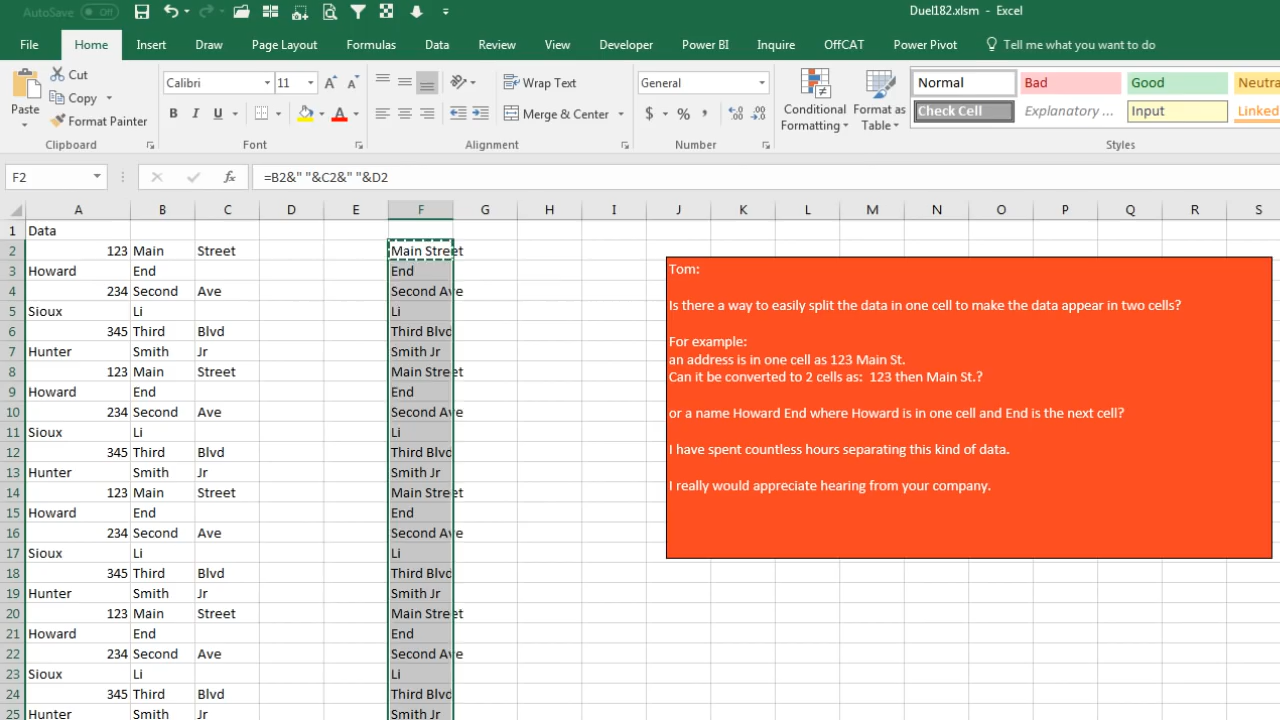 AutoSave Off Duel182.xlsm - Excel
File Home Insert Draw Page Layout Formulas Data Review View Developer Power BI Inquire OffCAT Power Pivot Tell me what you want to do
Paste Cut Copy Format Painter
Calibri 11
B I U A
Wrap Text
Merge & Center
General
$ % ,
Conditional Formatting
Format as Table
Normal Bad Good Neutra
Check Cell Explanatory ... Input Linked
Clipboard Font Alignment Number Styles
F2 fx =B2&" "&C2&" "&D2
A B C D E F G H I J K L M N O P Q R S
1 Data
2 123 Main Street Main Street
3 Howard End End
4 234 Second Ave Second Ave
5 Sioux Li Li
6 345 Third Blvd Third Blvd
7 Hunter Smith Jr Smith Jr
8 123 Main Street Main Street
9 Howard End End
10 234 Second Ave Second Ave
11 Sioux Li Li
12 345 Third Blvd Third Blvd
13 Hunter Smith Jr Smith Jr
14 123 Main Street Main Street
15 Howard End End
16 234 Second Ave Second Ave
17 Sioux Li Li
18 345 Third Blvd Third Blvd
19 Hunter Smith Jr Smith Jr
20 123 Main Street Main Street
21 Howard End End
22 234 Second Ave Second Ave
23 Sioux Li Li
24 345 Third Blvd Third Blvd
25 Hunter Smith Jr Smith Jr
Tom:
Is there a way to easily split the data in one cell to make the data appear in two cells?
For example:
an address is in one cell as 123 Main St.
Can it be converted to 2 cells as:  123 then Main St.?
or a name Howard End where Howard is in one cell and End is the next cell?
I have spent countless hours separating this kind of data.
I really would appreciate hearing from your company.